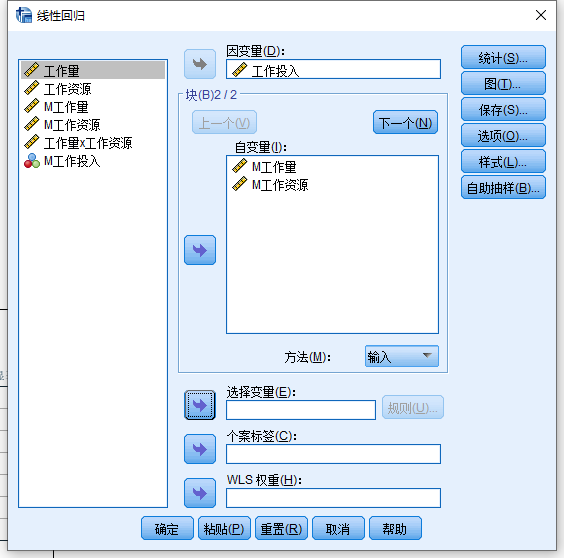 线性回归
工作量
工作资源
M工作量
M工作资源
工作量x工作资源
M工作投入
因变量(D):
工作投入
块(B)2 / 2
上一个(V)
下一个(N)
自变量(I):
M工作量
M工作资源
方法(M):
输入
选择变量(E):
规则(U)...
个案标签(C):
WLS 权重(H):
统计(S)...
图(T)...
保存(S)...
选项(O)...
样式(L)...
自助抽样(B)...
确定
粘贴(P)
重置(R)
取消
帮助